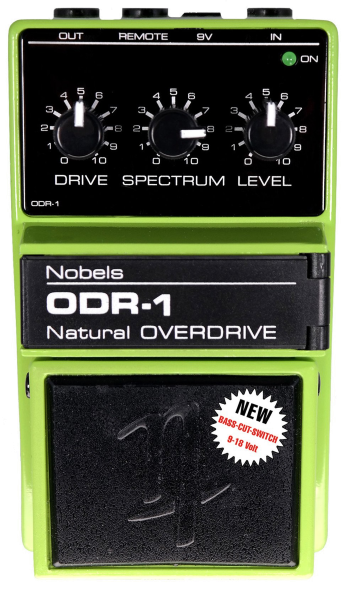 OUT REMOTE 9V IN
ON
5 5
4 6 4 5 6 4 6
3 7 3 7 3 7
2 8 2 8 2 8
1 9 1 9 1 9
0 10 0 10 0 10
DRIVE SPECTRUM LEVEL
ODR-1
Nobels
ODR-1
Natural OVERDRIVE
NEW
BASS-CUT-SWITCH
9-18 Volt
n